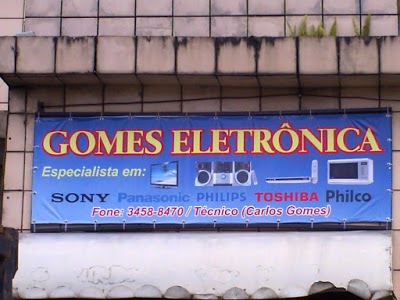 GOMES ELETRÔNICA
Especialista em:
SONY Panasonic PHILIPS TOSHIBA Philco
Fone: 3458-8470 / Técnico (Carlos Gomes)